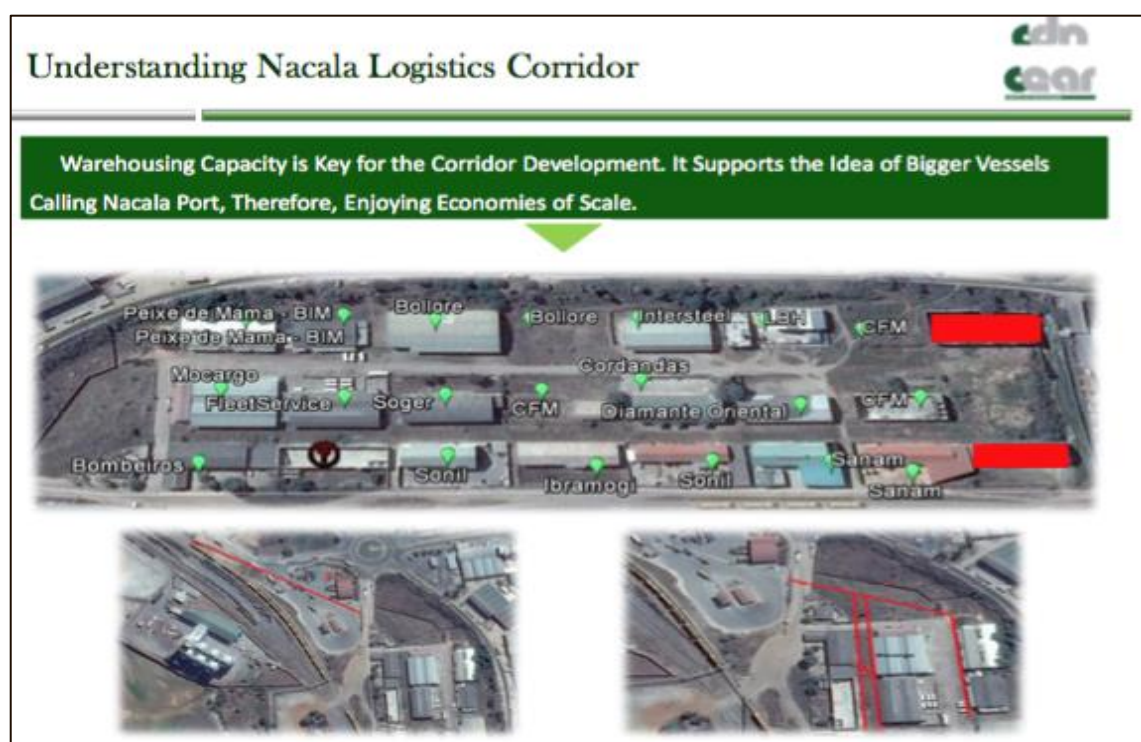 cdn
cear
Understanding Nacala Logistics Corridor
Warehousing Capacity is Key for the Corridor Development. It Supports the Idea of Bigger Vessels
Calling Nacala Port, Therefore, Enjoying Economies of Scale.
Peixe de Mama - BIM
Bollore
Bollore
Intersteel
LBH
CFM
Peixe de Mama - BIM
Mocargo
Cordandas
FleetService
Soger
CFM
Diamante Oriental
CFM
Bombeiros
Sonil
Ibramogi
Sonil
Sanam
Sanam